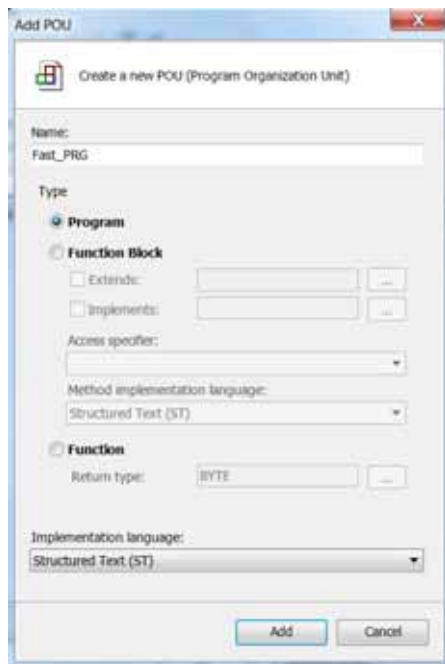 Add POU
Create a new POU (Program Organization Unit)
Name:
Fast_PRG
Type
Program
Function Block
Extends:
...
Implements:
...
Access specifier:
Method implementation language:
Structured Text (ST)
Function
Return type:
BYTE
...
Implementation language:
Structured Text (ST)
Add
Cancel